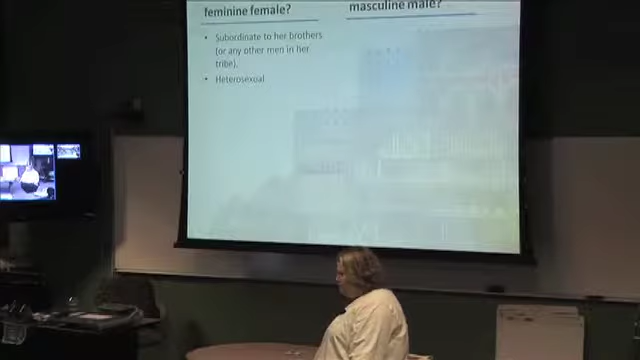 feminine female?
masculine male?
• Subordinate to her brothers
(or any other men in her
tribe).
• Heterosexual